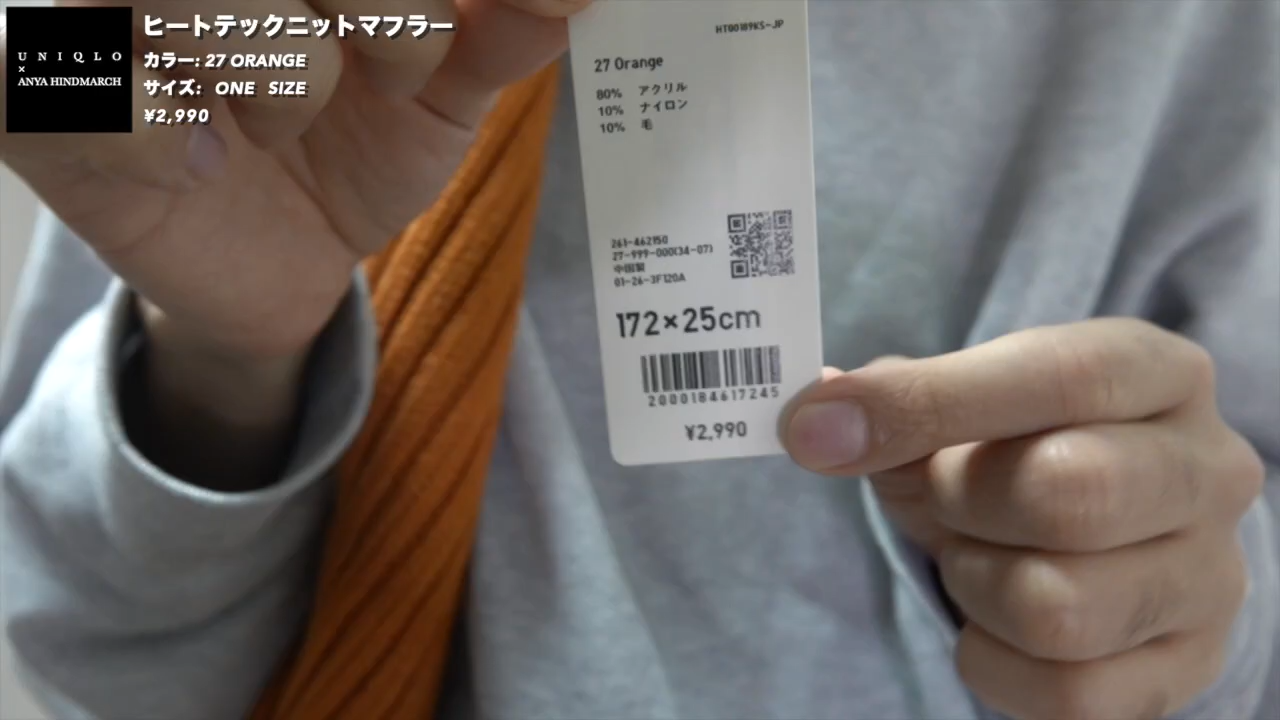 UNIQLO
×
ANYA HINDMARCH
ヒートテックニットマフラー
カラー: 27 ORANGE
サイズ: ONE SIZE
¥2,990
HT00189KS-JP
27 Orange
80% アクリル
10% ナイロン
10% 毛
261-462150
27-999-000(34-07)
中国製
01-26-3F120A
172×25cm
2000184617245
¥2,990